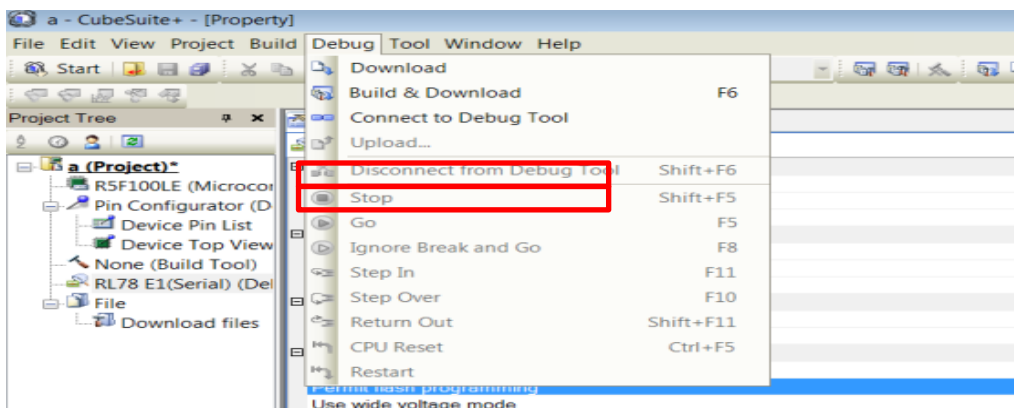 a - CubeSuite+ - [Property]
File Edit View Project Build Debug Tool Window Help
Start
Project Tree
a (Project)*
R5F100LE (Microcor
Pin Configurator (D
Device Pin List
Device Top View
None (Build Tool)
RL78 E1(Serial) (Del
File
Download files
Download
Build & Download F6
Connect to Debug Tool
Upload...
Disconnect from Debug Tool Shift+F6
Stop Shift+F5
Go F5
Ignore Break and Go F8
Step In F11
Step Over F10
Return Out Shift+F11
CPU Reset Ctrl+F5
Restart
Permit flash programming
Use wide voltage mode